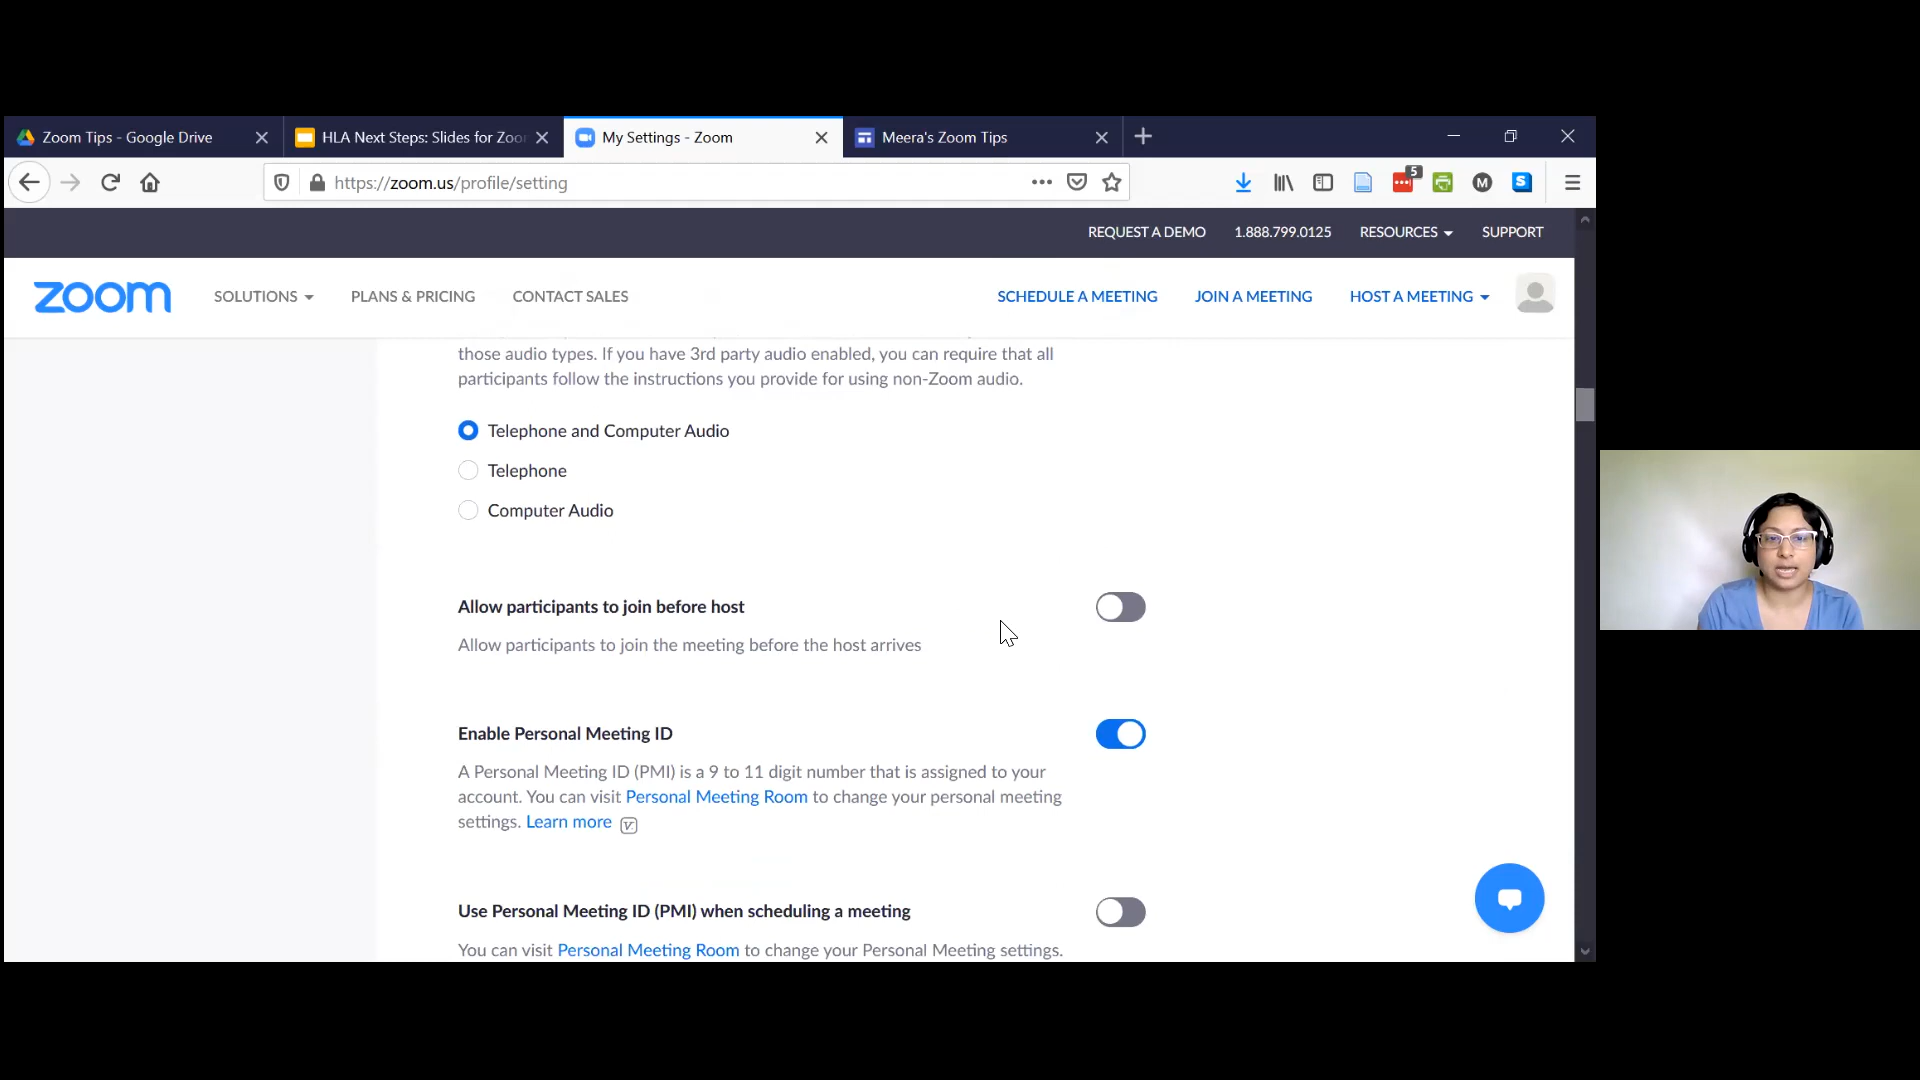 Zoom Tips - Google Drive
HLA Next Steps: Slides for Zoo
My Settings - Zoom
Meera's Zoom Tips
https://zoom.us/profile/setting
5
M
S
REQUEST A DEMO
1.888.799.0125
RESOURCES
SUPPORT
zoom
SOLUTIONS
PLANS & PRICING
CONTACT SALES
SCHEDULE A MEETING
JOIN A MEETING
HOST A MEETING
those audio types. If you have 3rd party audio enabled, you can require that all
participants follow the instructions you provide for using non-Zoom audio.
Telephone and Computer Audio
Telephone
Computer Audio
Allow participants to join before host
Allow participants to join the meeting before the host arrives
Enable Personal Meeting ID
A Personal Meeting ID (PMI) is a 9 to 11 digit number that is assigned to your
account. You can visit Personal Meeting Room to change your personal meeting
settings. Learn more
Use Personal Meeting ID (PMI) when scheduling a meeting
You can visit Personal Meeting Room to change your Personal Meeting settings.